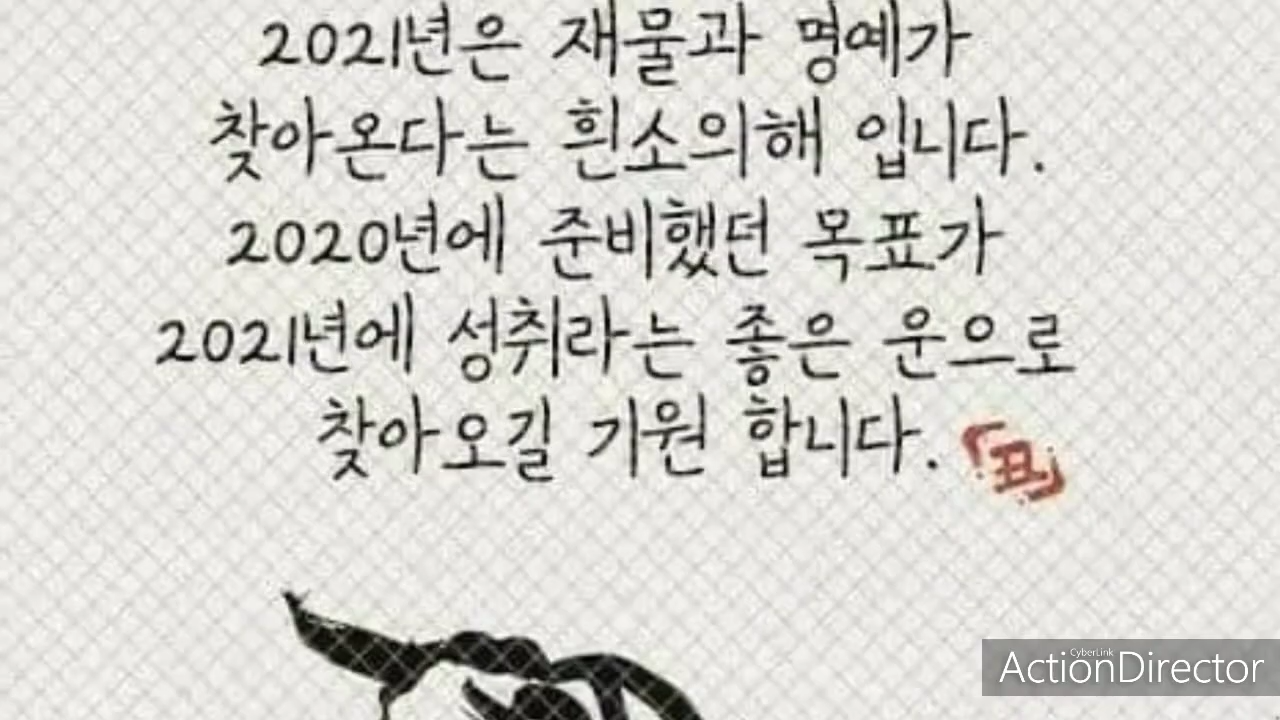 2021년은 재물과 명예가
찾아온다는 흰소의해 입니다.
2020년에 준비했던 목표가
2021년에 성취라는 좋은 운으로
찾아오길 기원 합니다.
丑
CyberLink
ActionDirector